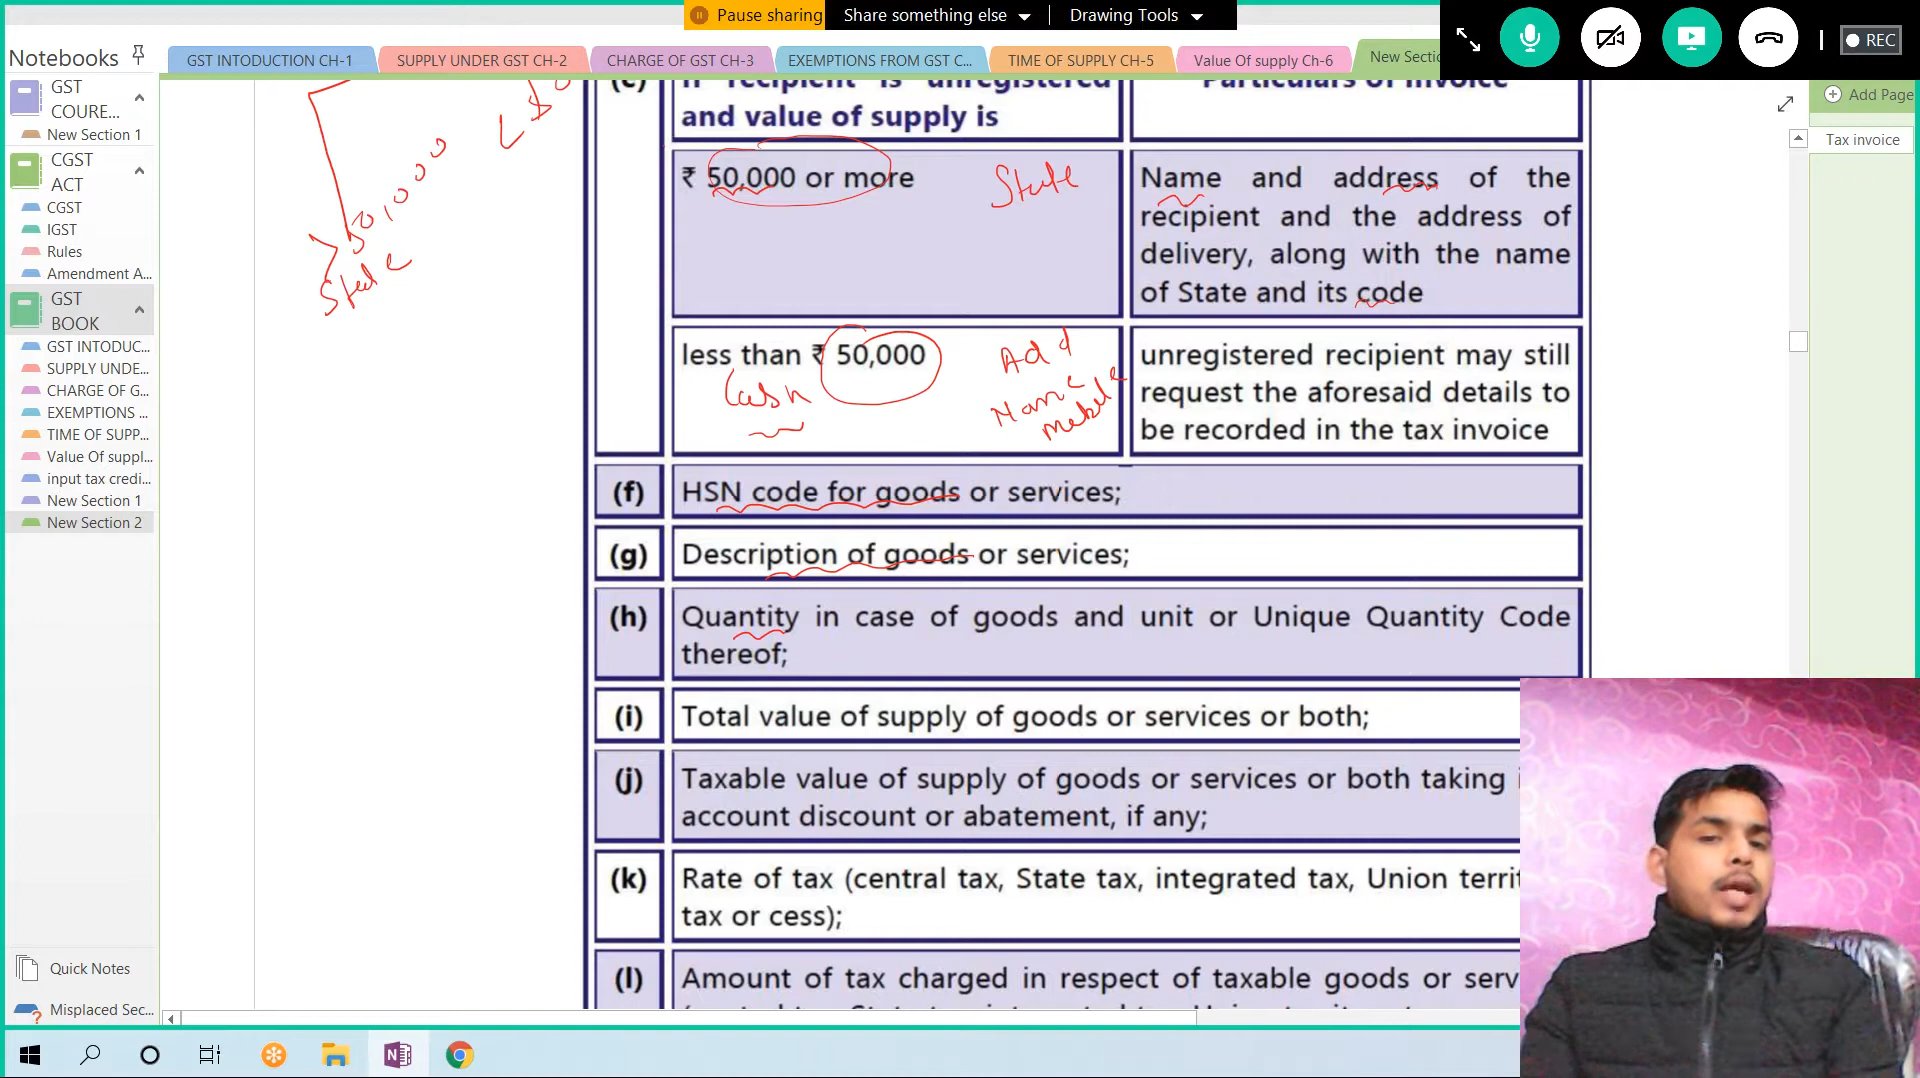 Pause sharing
Share something else
Drawing Tools
REC
Notebooks
GST INTODUCTION CH-1
SUPPLY UNDER GST CH-2
CHARGE OF GST CH-3
EXEMPTIONS FROM GST C...
TIME OF SUPPLY CH-5
Value Of supply Ch-6
New Sectio
Add Page
Tax invoice
GST
COURE...
New Section 1
CGST
ACT
CGST
IGST
Rules
Amendment A...
GST
BOOK
GST INTODUC...
SUPPLY UNDE...
CHARGE OF G...
EXEMPTIONS ...
TIME OF SUPP...
Value Of suppl...
input tax credi...
New Section 1
New Section 2
Quick Notes
Misplaced Sec...
50,000
State
(e)
If recipient is unregistered
and value of supply is
Particulars of invoice
₹ 50,000 or more
State
Name and address of the
recipient and the address of
delivery, along with the name
of State and its code
less than ₹ 50,000
Cash
Add
Name
mobile
unregistered recipient may still
request the aforesaid details to
be recorded in the tax invoice
(f)
HSN code for goods or services;
(g)
Description of goods or services;
(h)
Quantity in case of goods and unit or Unique Quantity Code
thereof;
(i)
Total value of supply of goods or services or both;
(j)
Taxable value of supply of goods or services or both taking
account discount or abatement, if any;
(k)
Rate of tax (central tax, State tax, integrated tax, Union territ
tax or cess);
(l)
Amount of tax charged in respect of taxable goods or serv